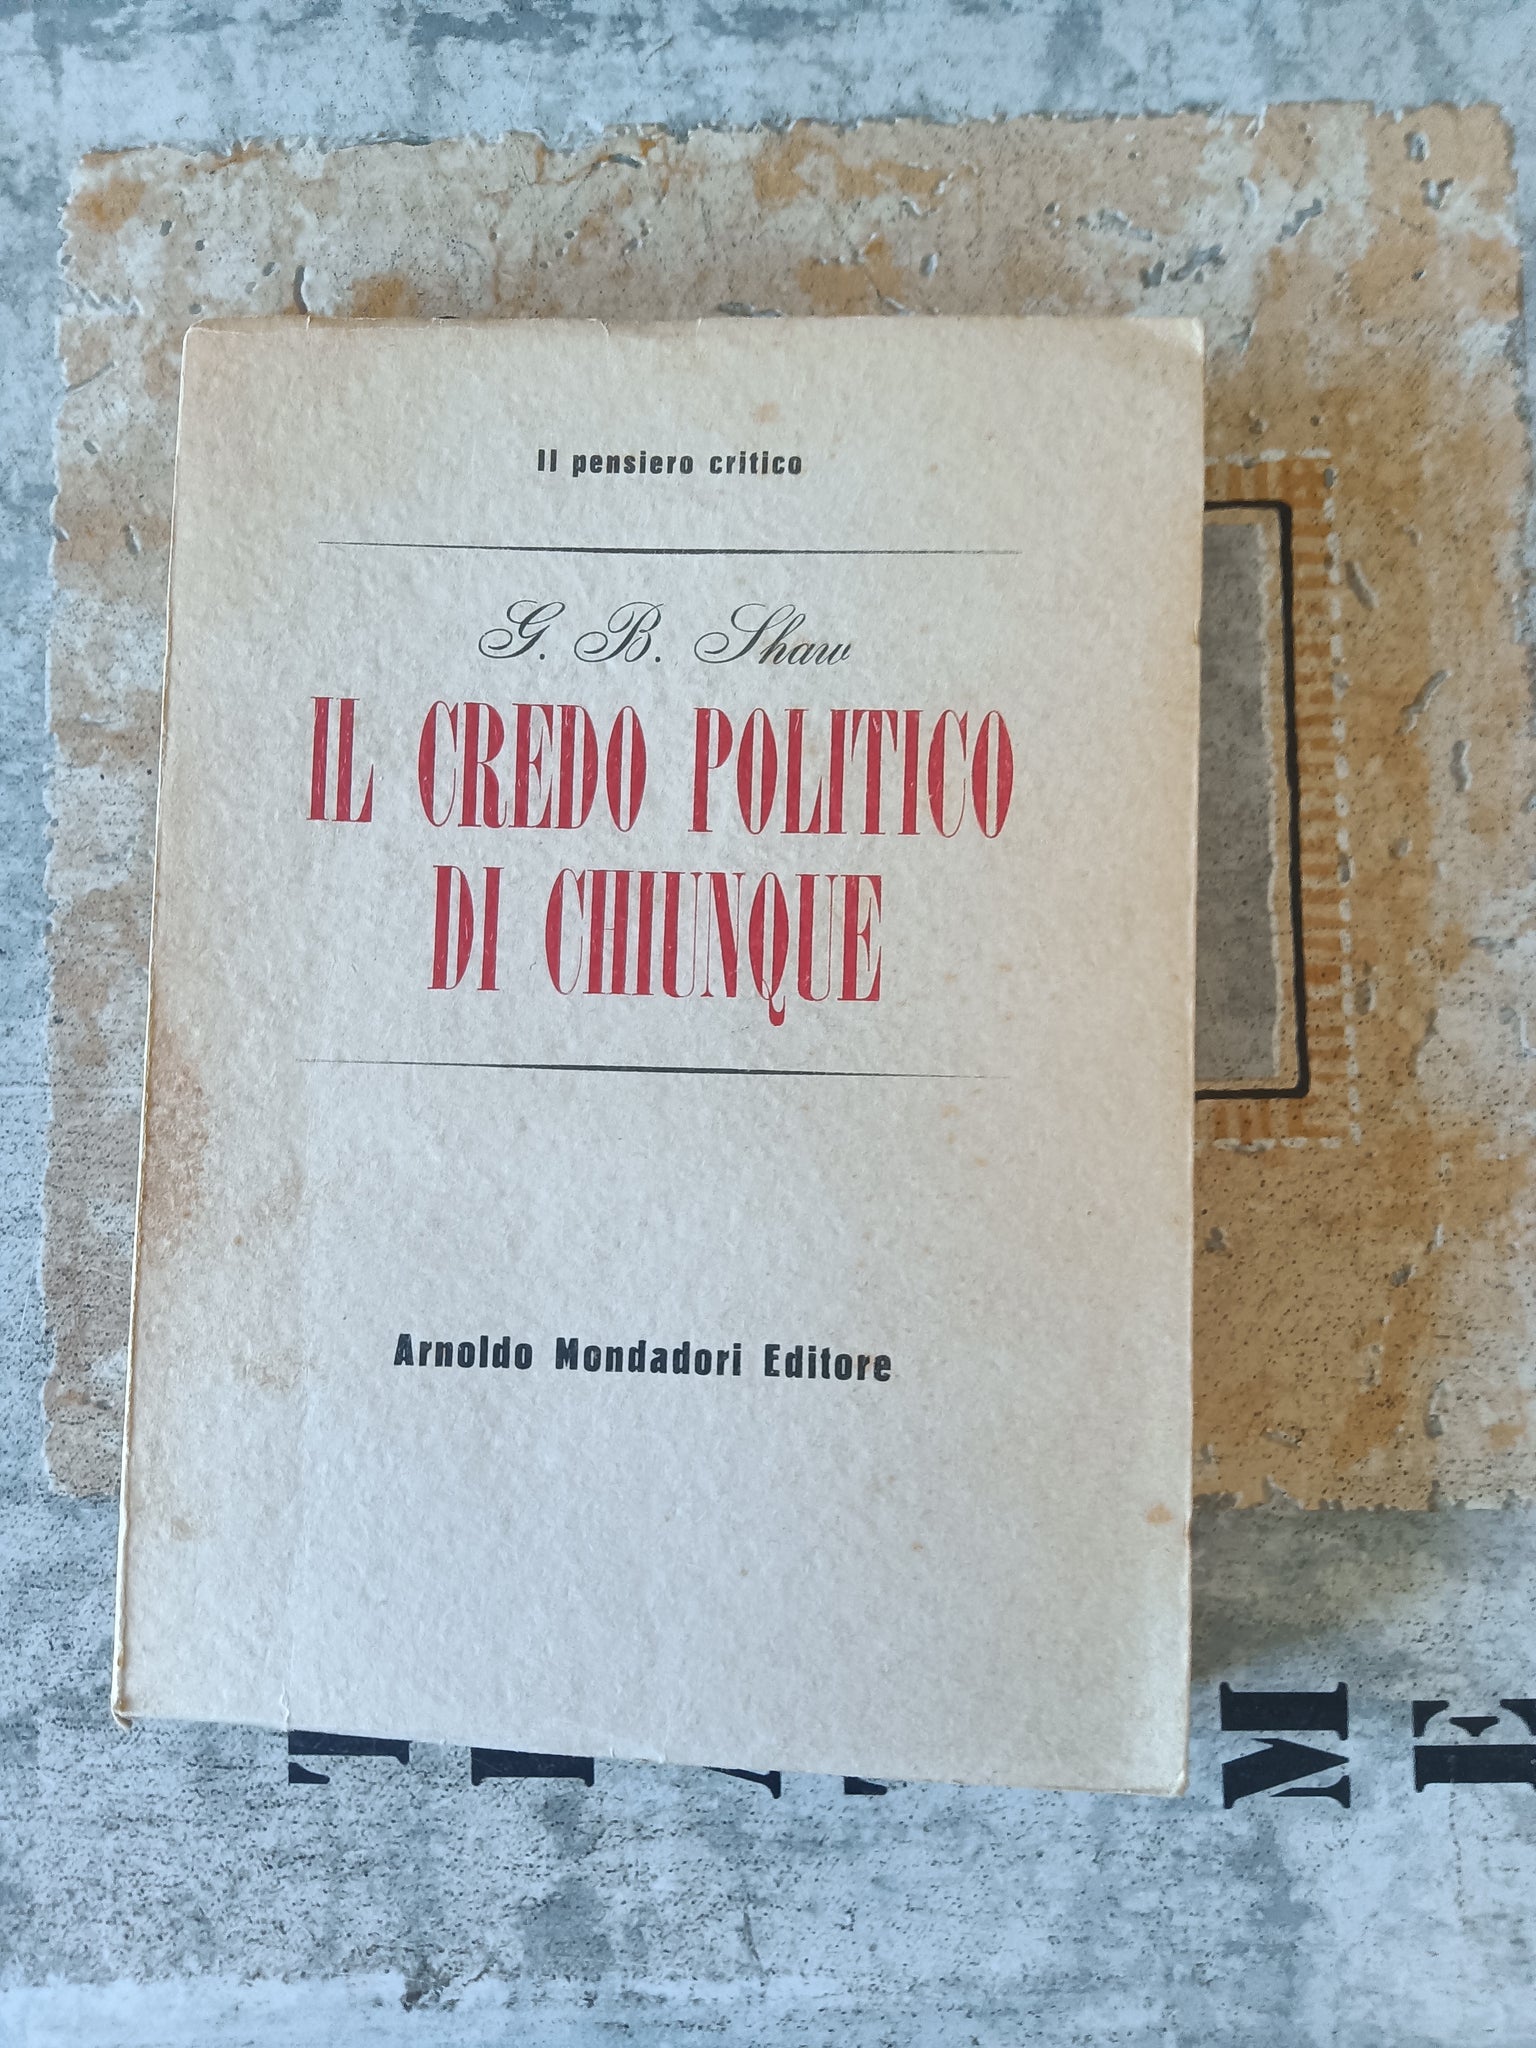 Il pensiero critico
G. B. Shaw
IL CREDO POLITICO
DI CHIUNQUE
Arnoldo Mondadori Editore
M E